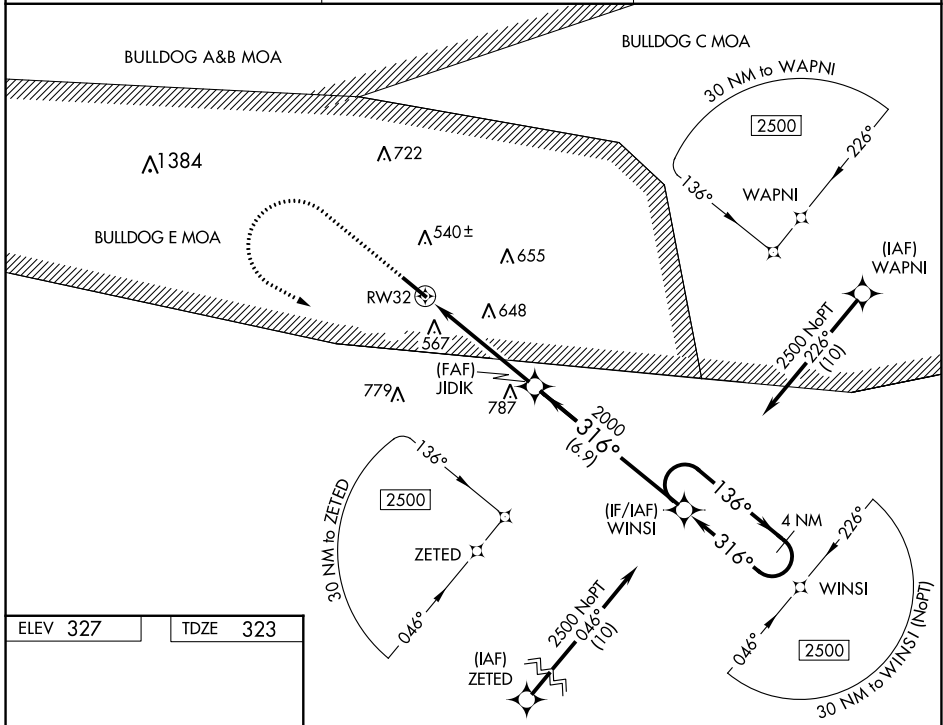 BULLDOG A&B MOA
BULLDOG C MOA
30 NM to WAPNI
2500
136°
226°
WAPNI
1384
722
BULLDOG E MOA
540±
655
RW32
648
567
(IAF)
WAPNI
2500 NoPT
226°
(10)
(FAF)
JIDIK
779
787
2000
316°
(6.9)
30 NM to ZETED
136°
2500
ZETED
046°
(IF/IAF)
WINSI
136°
316°
4 NM
226°
WINSI
046°
2500
30 NM to WINSI (NoPT)
2500 NoPT
046°
(10)
(IAF)
ZETED
ELEV 327
TDZE 323